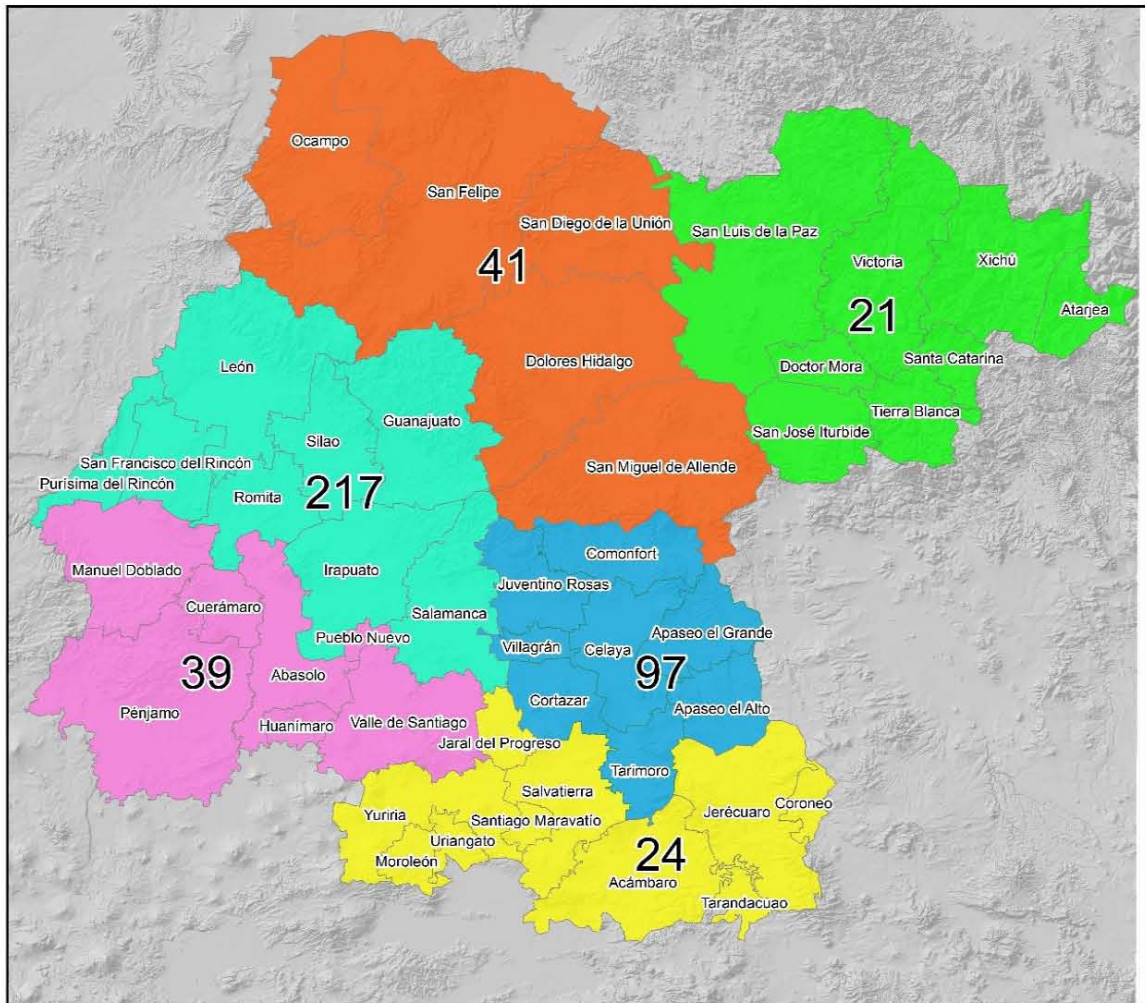 Ocampo
San Felipe
San Diego de la Unión
41
San Luis de la Paz
Victoria
Xichú
21
Atarjea
Dolores Hidalgo
Doctor Mora
Santa Catarina
Tierra Blanca
San José Iturbide
San Miguel de Allende
León
Guanajuato
Silao
San Francisco del Rincón
Purísima del Rincón
Romita
217
Irapuato
Salamanca
Pueblo Nuevo
Manuel Doblado
Cuerámaro
39
Abasolo
Pénjamo
Huanímaro
Valle de Santiago
Comonfort
Juventino Rosas
Villagrán
Celaya
Apaseo el Grande
97
Cortazar
Apaseo el Alto
Tarimoro
Jaral del Progreso
Salvatierra
Yuriria
Santiago Maravatío
Uriangato
Moroleón
Jerécuaro
Coroneo
24
Acámbaro
Tarandacuao